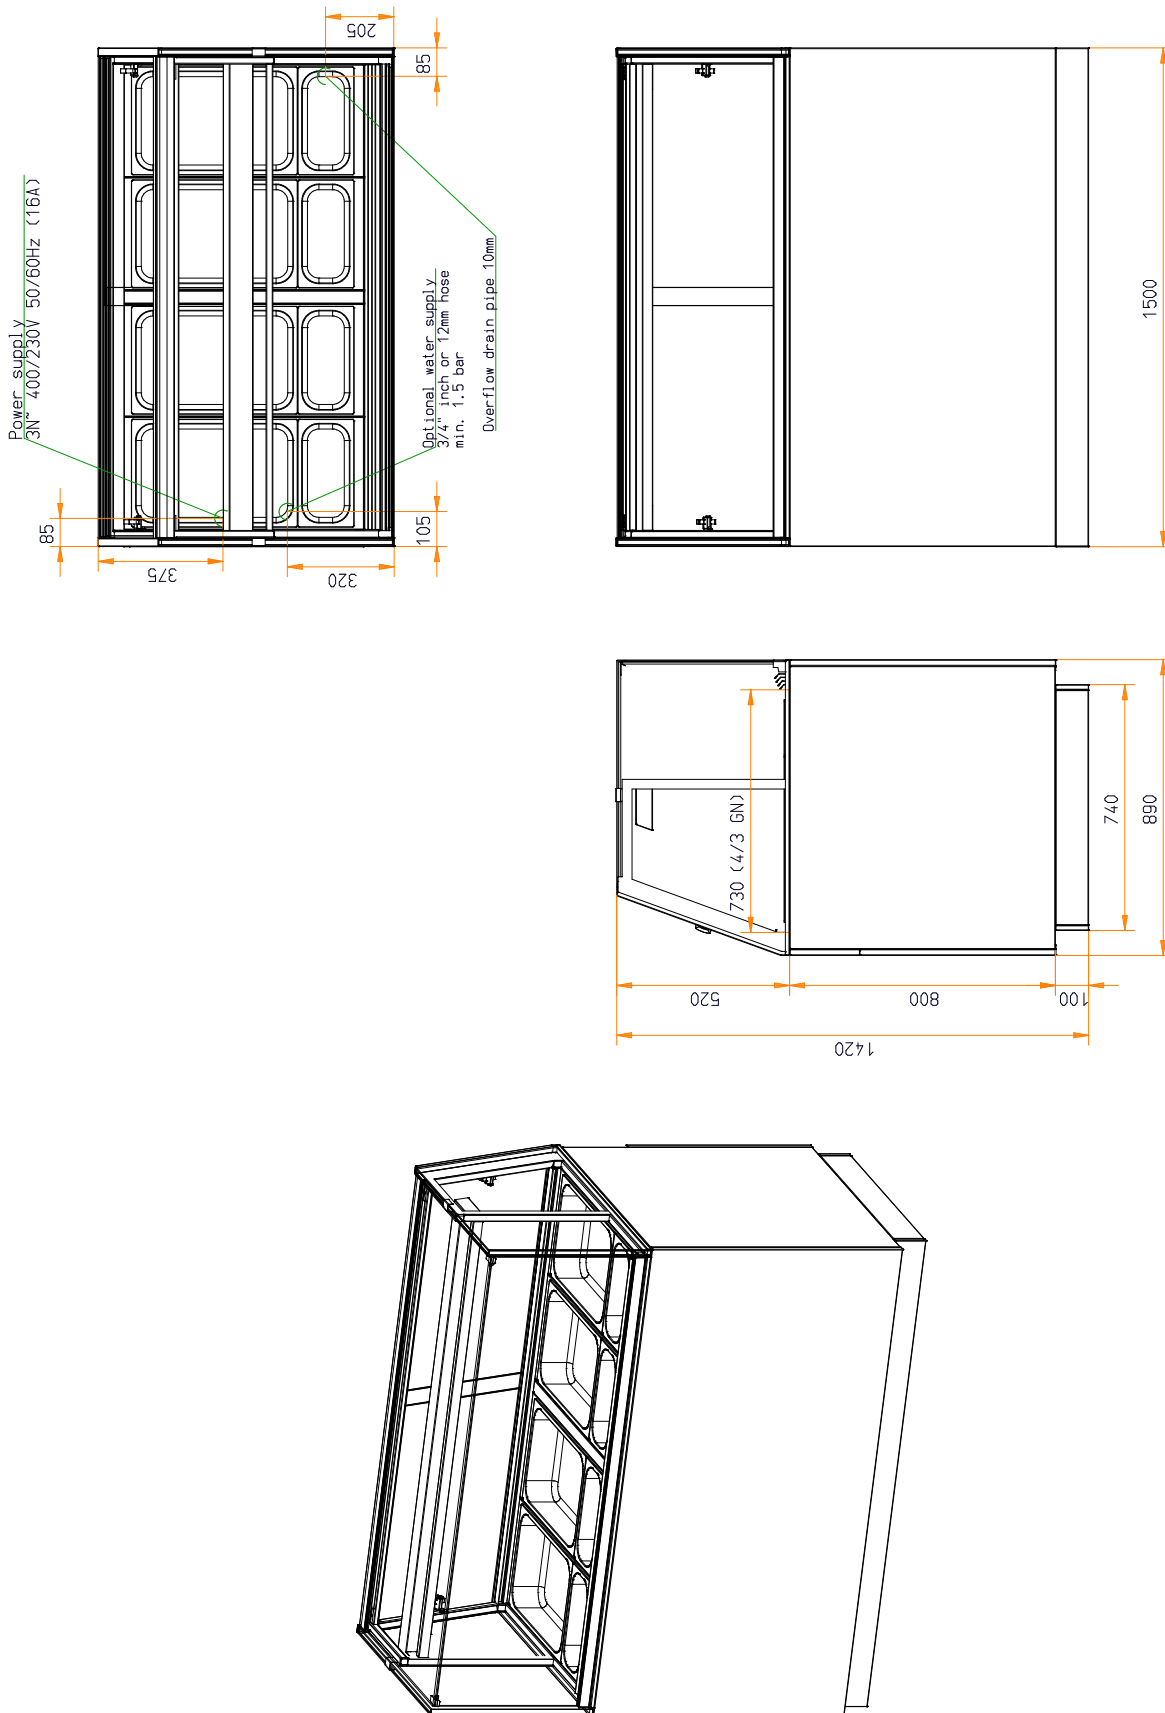 Power supply
3N~ 400/230V 50/60Hz (16A)
85
375
320
105
Optional water supply
3/4" inch or 12mm hose
min. 1.5 bar
Overflow drain pipe 10mm
85
205
1500
730 (4/3 GN)
740
890
520
800
100
1420